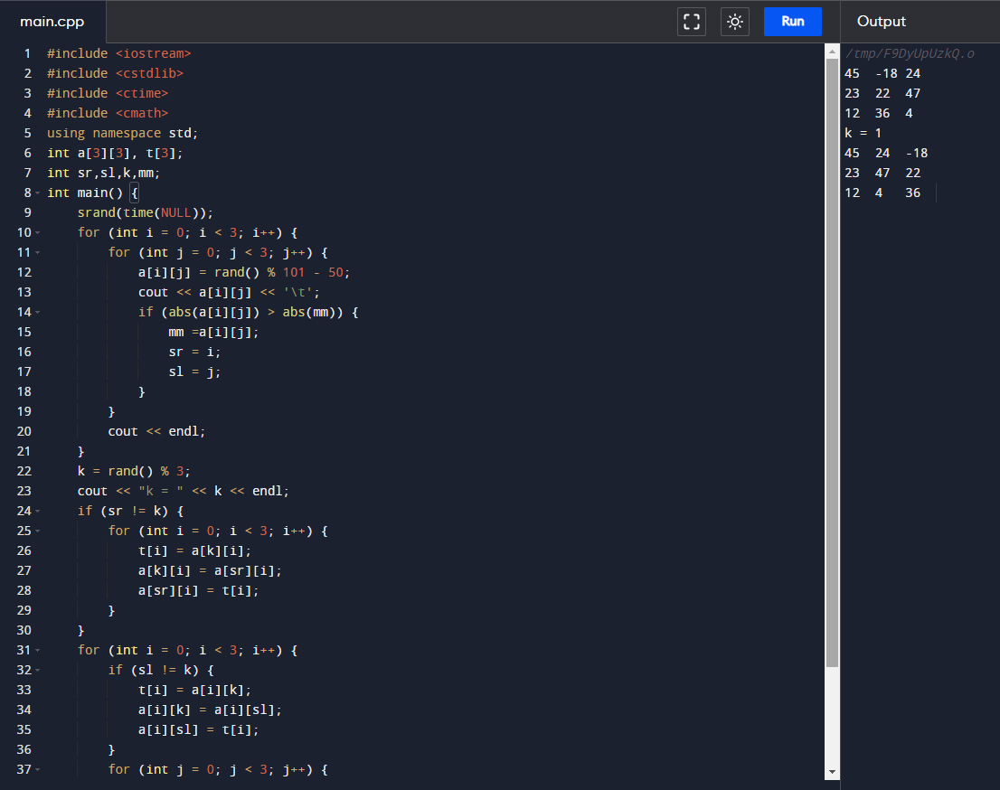 main.cpp
Run
Output
1 #include <iostream>
2 #include <cstdlib>
3 #include <ctime>
4 #include <cmath>
5 using namespace std;
6 int a[3][3], t[3];
7 int sr,sl,k,mm;
8 int main() {
9     srand(time(NULL));
10     for (int i = 0; i < 3; i++) {
11         for (int j = 0; j < 3; j++) {
12             a[i][j] = rand() % 101 - 50;
13             cout << a[i][j] << '\t';
14             if (abs(a[i][j]) > abs(mm)) {
15                 mm =a[i][j];
16                 sr = i;
17                 sl = j;
18             }
19         }
20         cout << endl;
21     }
22     k = rand() % 3;
23     cout << "k = " << k << endl;
24     if (sr != k) {
25         for (int i = 0; i < 3; i++) {
26             t[i] = a[k][i];
27             a[k][i] = a[sr][i];
28             a[sr][i] = t[i];
29         }
30     }
31     for (int i = 0; i < 3; i++) {
32         if (sl != k) {
33             t[i] = a[i][k];
34             a[i][k] = a[i][sl];
35             a[i][sl] = t[i];
36         }
37         for (int j = 0; j < 3; j++) {
/tmp/F9DyUpUzkQ.o
45  -18 24
23  22  47
12  36  4
k = 1
45  24  -18
23  47  22
12  4   36